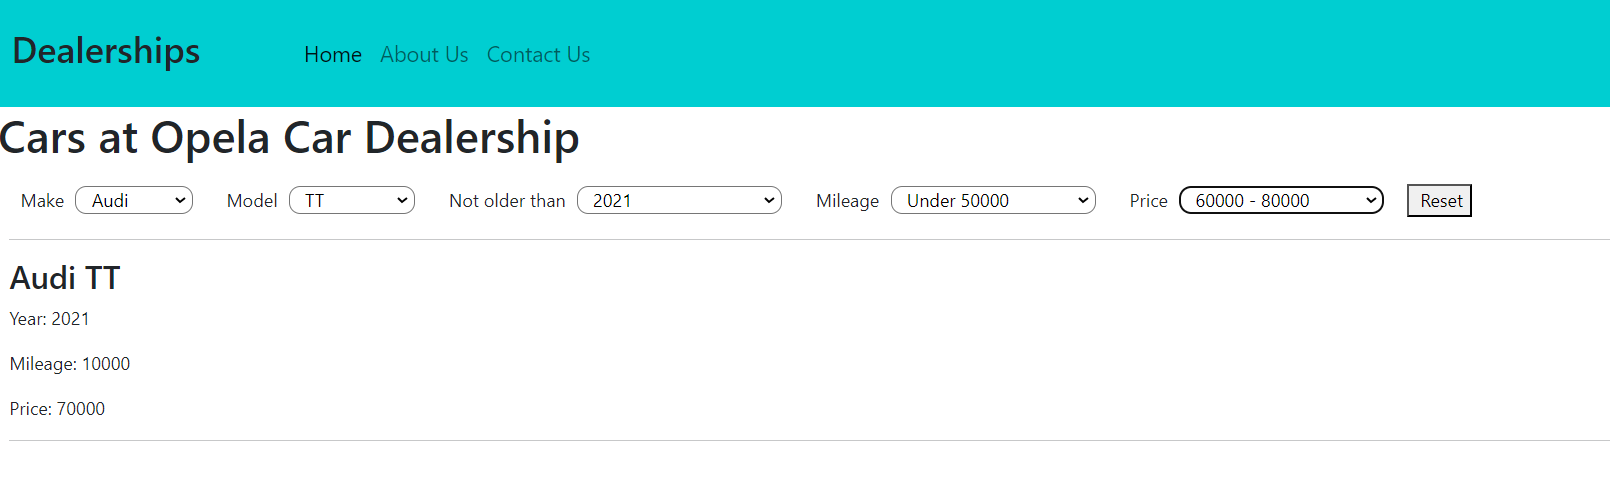 Dealerships Home About Us Contact Us
Cars at Opela Car Dealership
Make Audi Model TT Not older than 2021 Mileage Under 50000 Price 60000 - 80000 Reset
Audi TT
Year: 2021
Mileage: 10000
Price: 70000